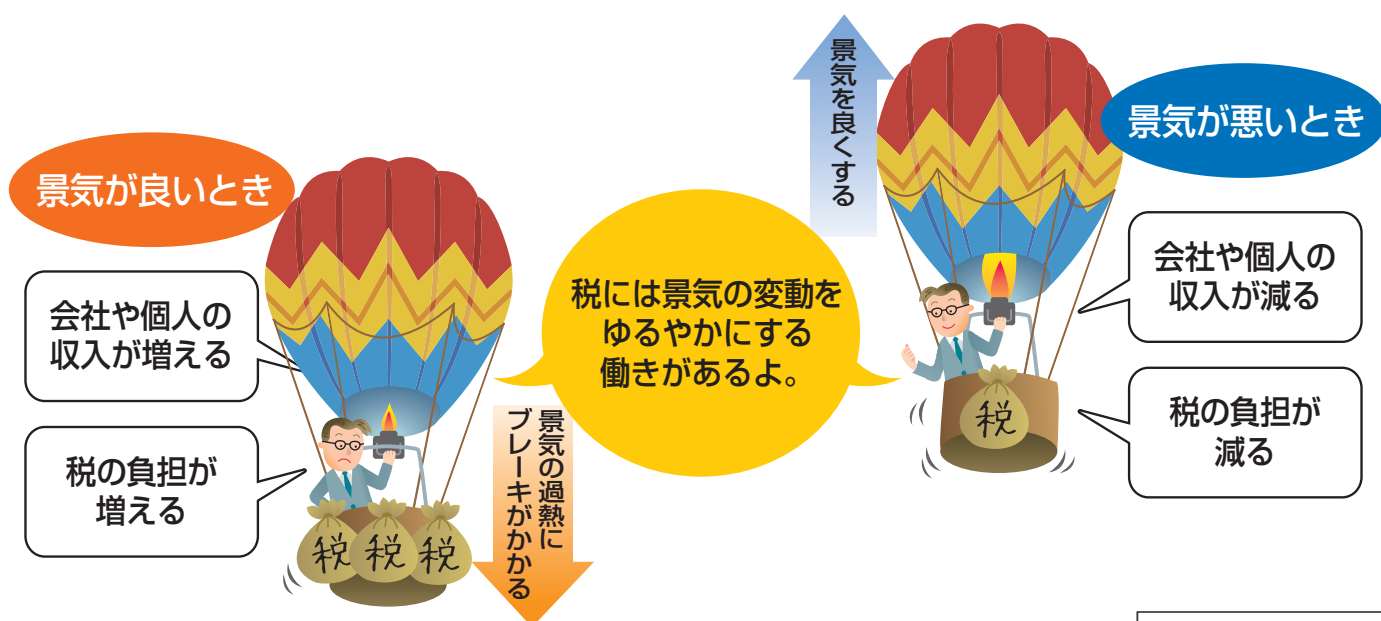 景気が良いとき
会社や個人の
収入が増える
税の負担が
増える
税 税 税
景気の過熱に
ブレーキがかかる
税には景気の変動を
ゆるやかにする
働きがあるよ。
景気を良くする
景気が悪いとき
会社や個人の
収入が減る
税の負担が
減る
税